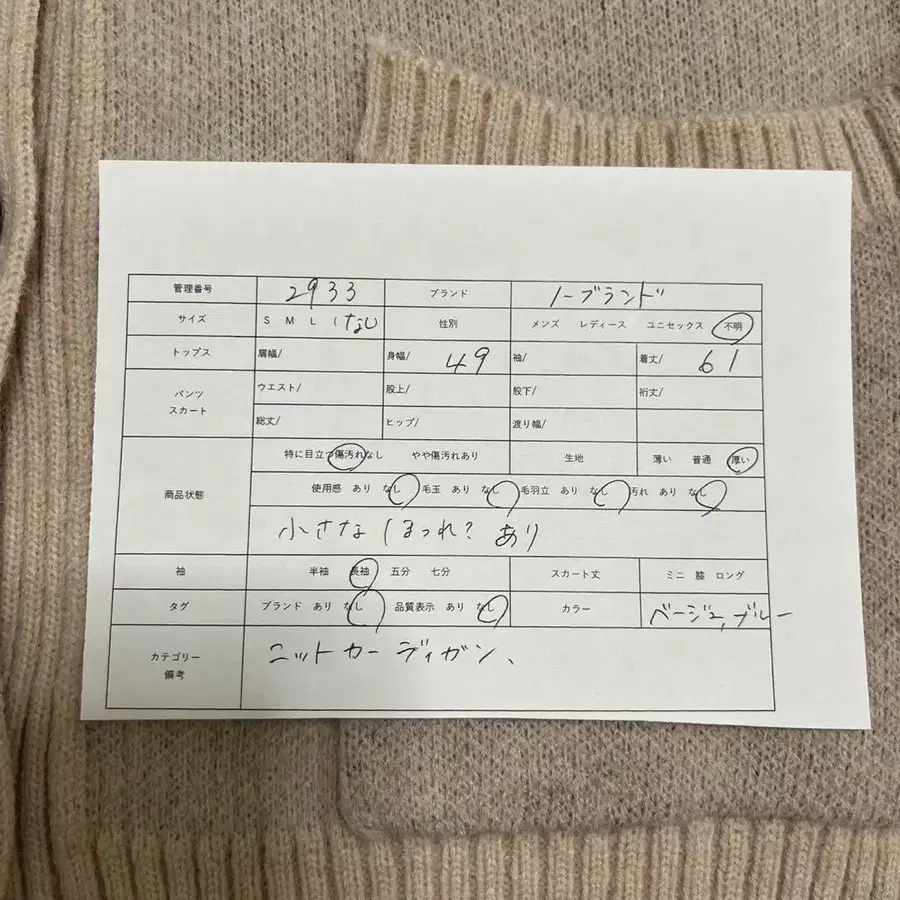 管理番号 2933 ブランド ノーブランド
サイズ S M L ( なし 性別 メンズ レディース ユニセックス 不明
トップス 肩幅/ 身幅/ 49 袖/ 着丈/ 61
パンツ ウエスト/ 股上/ 股下/ 裄丈/
スカート 総丈/ ヒップ/ 渡り幅/
特に目立つ傷汚れなし やや傷汚れあり 生地 薄い 普通 厚い
商品状態 使用感 あり なし 毛玉 あり なし 毛羽立 あり なし 汚れ あり なし
小さなほつれ? あり
袖 半袖 長袖 五分 七分 スカート丈 ミニ 膝 ロング
タグ ブランド あり なし 品質表示 あり なし カラー ベージュ,ブルー
カテゴリー ニットカーディガン、
備考